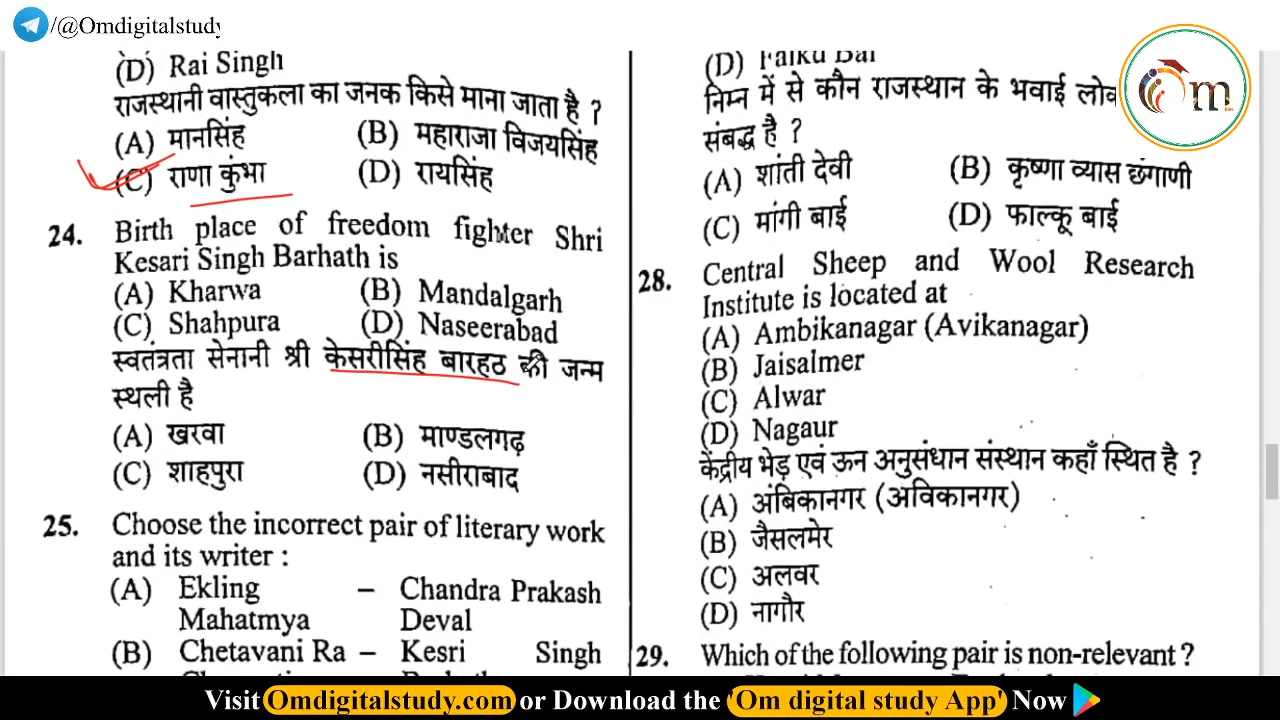 /@Omdigitalstudy
(D) Rai Singh
राजस्थानी वास्तुकला का जनक किसे माना जाता है ?
(A) मानसिंह (B) महाराजा विजयसिंह
(C) राणा कुंभा (D) रायसिंह
24. Birth place of freedom fighter Shri
Kesari Singh Barhath is
(A) Kharwa (B) Mandalgarh
(C) Shahpura (D) Naseerabad
स्वतंत्रता सेनानी श्री केसरीसिंह बारहठ की जन्म
स्थली है
(A) खरवा (B) माण्डलगढ़
(C) शाहपुरा (D) नसीराबाद
25. Choose the incorrect pair of literary work
and its writer :
(A) Ekling – Chandra Prakash
Mahatmya Deval
(B) Chetavani Ra – Kesri Singh
(D) Falku Bai
निम्न में से कौन राजस्थान के भवाई
संबद्ध है ?
(A) शांती देवी (B) कृष्णा व्यास छंगाणी
(C) मांगी बाई (D) फाल्कू बाई
28. Central Sheep and Wool Research
Institute is located at
(A) Ambikanagar (Avikanagar)
(B) Jaisalmer
(C) Alwar
(D) Nagaur
केंद्रीय भेड़ एवं ऊन अनुसंधान संस्थान कहाँ स्थित है ?
(A) अंबिकानगर (अविकानगर)
(B) जैसलमेर
(C) अलवर
(D) नागौर
29. Which of the following pair is non-relevant ?
Om
Visit Omdigitalstudy.com or Download the 'Om digital study App' Now